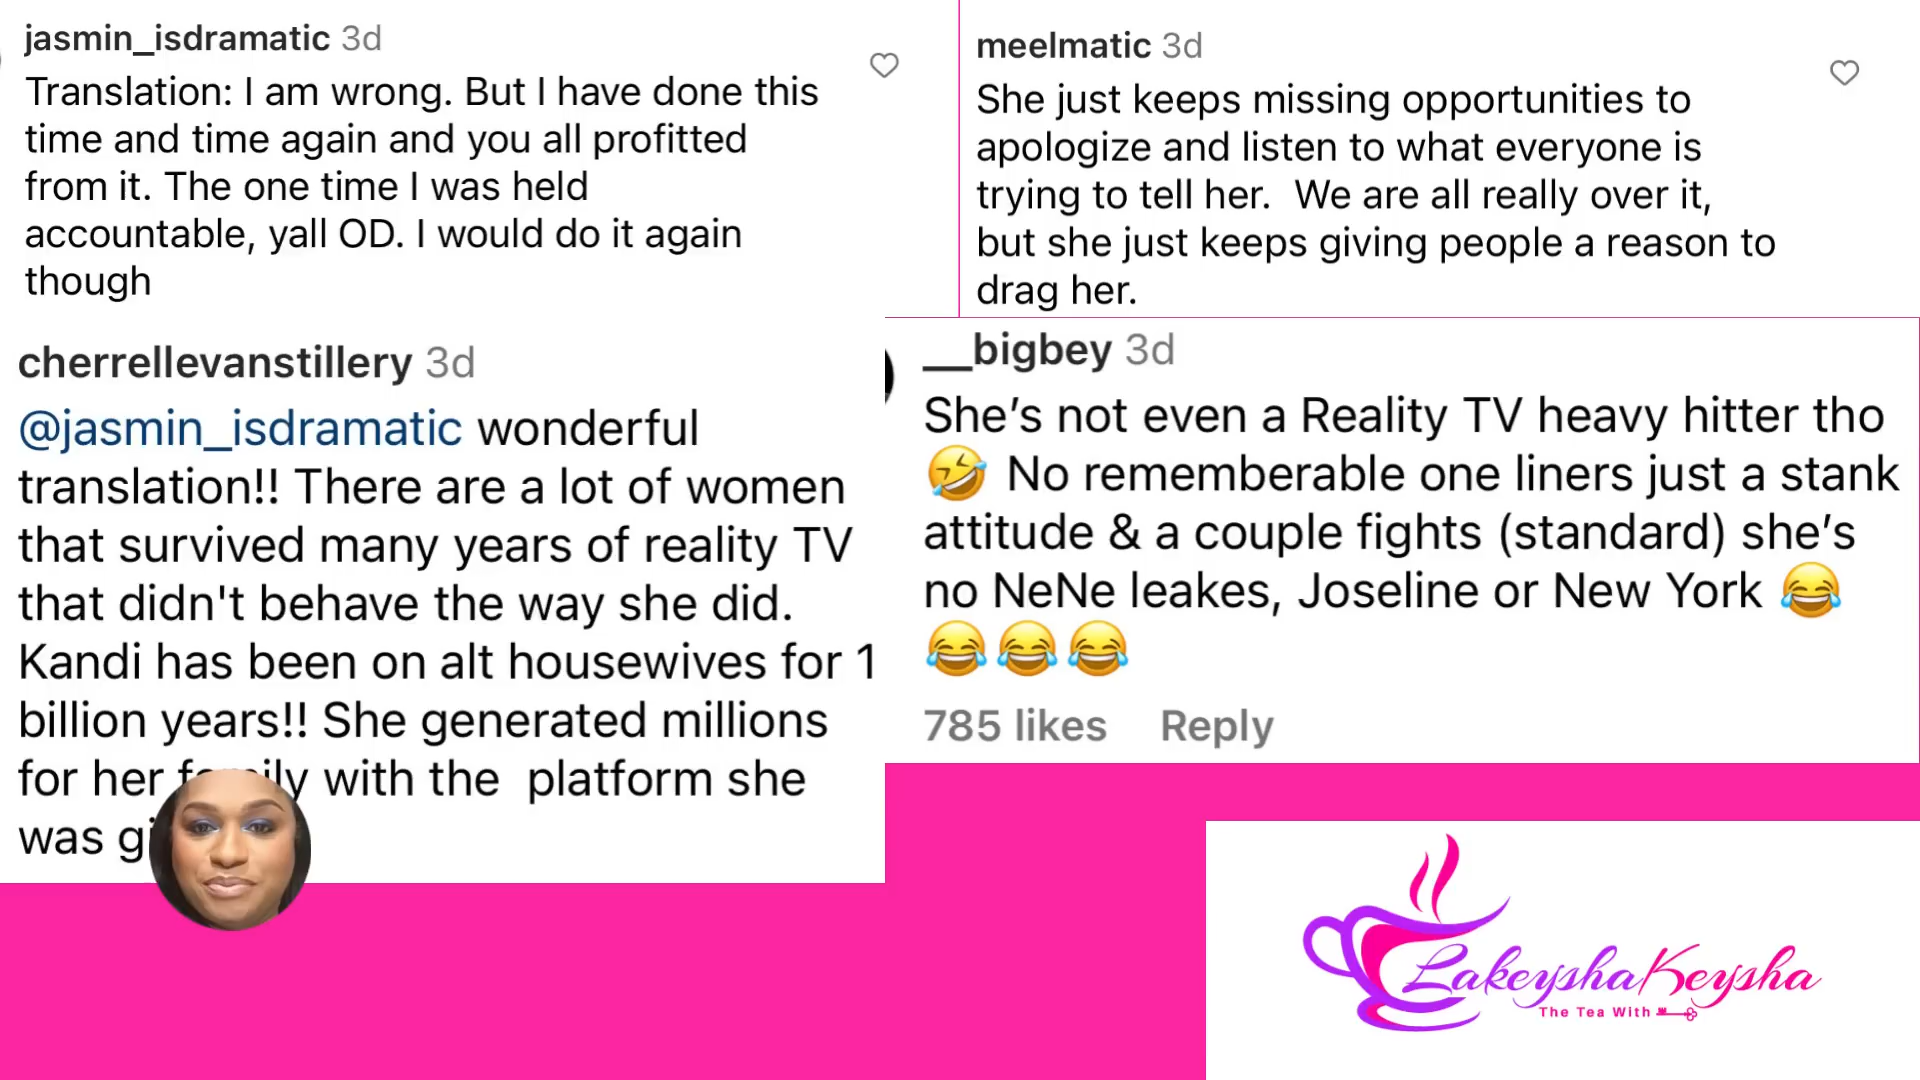 jasmin_isdramatic 3d
Translation: I am wrong. But I have done this
time and time again and you all profitted
from it. The one time I was held
accountable, yall OD. I would do it again
though
meelmatic 3d
She just keeps missing opportunities to
apologize and listen to what everyone is
trying to tell her.  We are all really over it,
but she just keeps giving people a reason to
drag her.
cherrellevanstillery 3d
@jasmin_isdramatic wonderful
translation!! There are a lot of women
that survived many years of reality TV
that didn't behave the way she did.
Kandi has been on alt housewives for 1
billion years!! She generated millions
for her family with the  platform she
was
__bigbey 3d
She’s not even a Reality TV heavy hitter tho
🤣 No rememberable one liners just a stank
attitude & a couple fights (standard) she’s
no NeNe leakes, Joseline or New York 😂
😂😂😂
785 likes Reply
LakeyshaKeysha
The Tea With